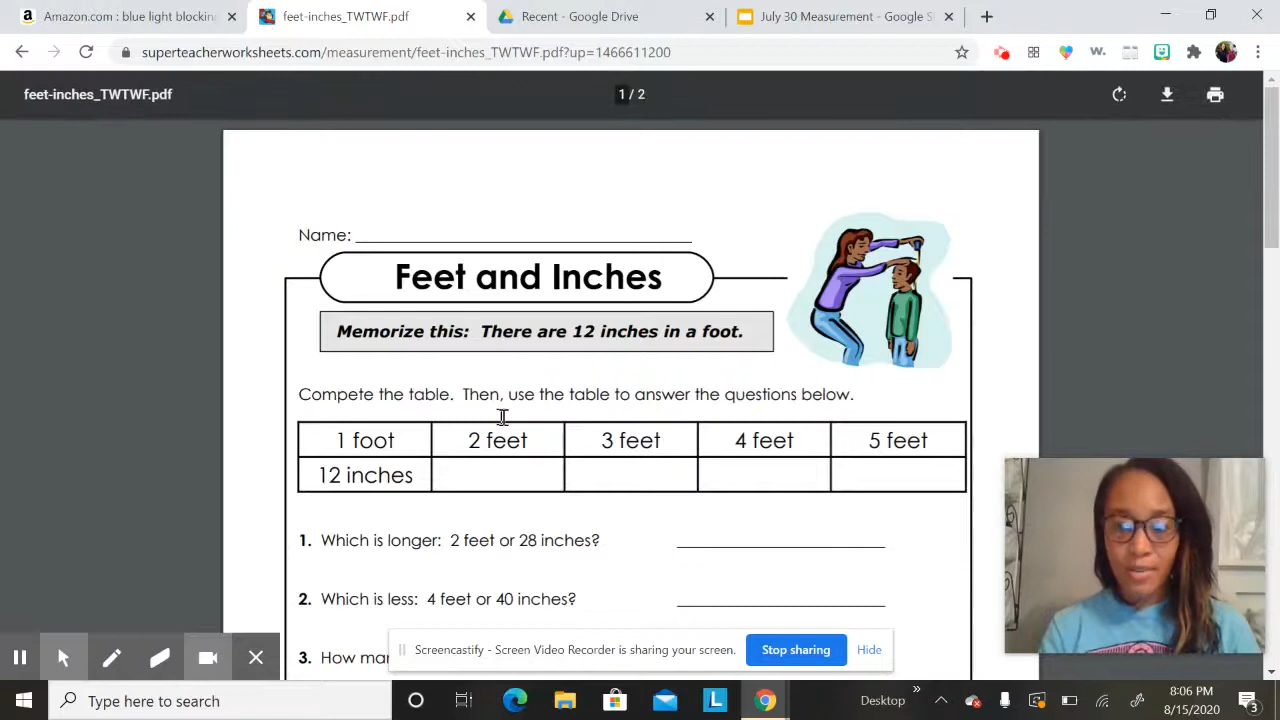 Amazon.com : blue light blockin
feet-inches_TWTWF.pdf
Recent - Google Drive
July 30 Measurement - Google Sl
superteacherworksheets.com/measurement/feet-inches_TWTWF.pdf?up=1466611200
feet-inches_TWTWF.pdf
1 / 2
Name:
Feet and Inches
Memorize this: There are 12 inches in a foot.
Compete the table. Then, use the table to answer the questions below.
1 foot 2 feet 3 feet 4 feet 5 feet
12 inches
1. Which is longer: 2 feet or 28 inches?
2. Which is less: 4 feet or 40 inches?
3. How
Screencastify - Screen Video Recorder is sharing your screen.
Stop sharing
Hide
Type here to search
L
Desktop
8:06 PM
8/15/2020
3